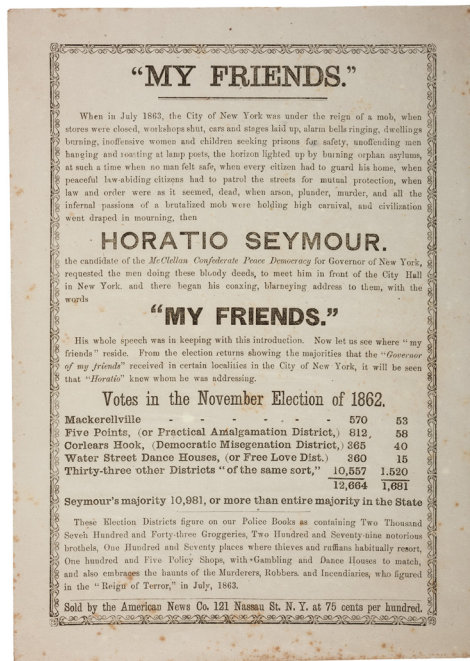 "MY FRIENDS."
When in July 1863, the City of New York was under the reign of a mob, when
stores were closed, workshops shut, cars and stages laid up, alarm bells ringing, dwellings
burning, inoffensive women and children seeking prisons for safety, unoffending men
hanging and roasting at lamp posts, the horizon lighted up by burning orphan asylums,
at such a time when no man felt safe, when every citizen had to guard his home, when
peaceful law-abiding citizens had to patrol the streets for mutual protection, when
law and order were as it seemed, dead, when arson, plunder, murder, and all the
infernal passions of a brutalized mob were holding high carnival, and civilization
went draped in mourning, then
HORATIO SEYMOUR.
the candidate of the McClellan Confederate Peace Democracy for Governor of New York,
requested the men doing these bloody deeds, to meet him in front of the City Hall
in New York. and there began his coaxing, blarneying address to them, with the
words
"MY FRIENDS."
His whole speech was in keeping with this introduction. Now let us see where "my
friends" reside. From the election returns showing the majorities that the "Governor
of my friends" received in certain localities in the City of New York, it will be seen
that "Horatio" knew whom he was addressing.
Votes in the November Election of 1862.
Mackerellville - - - - - - 570 53
Five Points, (or Practical Amalgamation District,) 812, 58
Corlears Hook, (Democratic Misegenation District,) 365 40
Water Street Dance Houses, (or Free Love Dist.) 360 15
Thirty-three other Districts "of the same sort," 10,557 1,520
12,664 1,681
Seymour's majority 10,981, or more than entire majority in the State
These Election Districts figure on our Police Books as containing Two Thousand
Seven Hundred and Forty-three Groggeries, Two Hundred and Seventy-nine notorious
brothels, One Hundred and Seventy places where thieves and ruffians habitually resort,
One hundred and Five Policy Shops, with Gambling and Dance Houses to match,
and also embraces the haunts of the Murderers, Robbers, and Incendiaries, who figured
in the "Reign of Terror," in July, 1863.
Sold by the American News Co. 121 Nassau St. N. Y. at 75 cents per hundred.